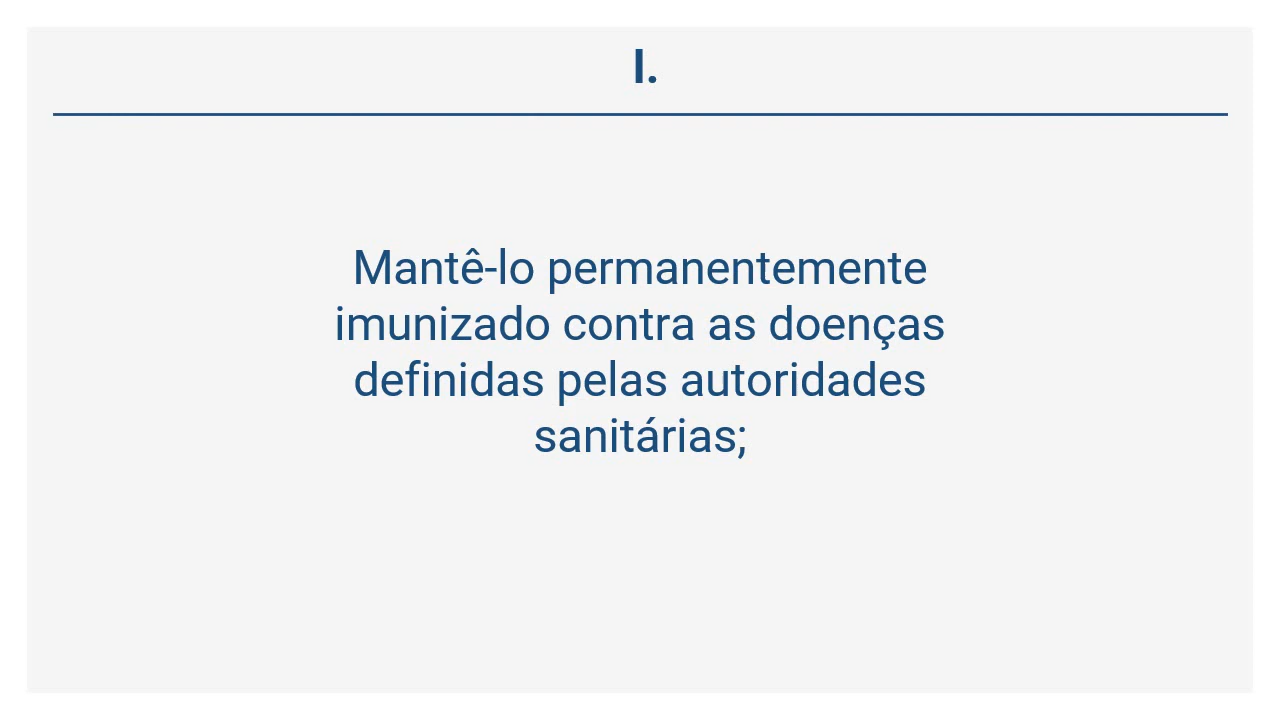 I.
Mantê-lo permanentemente
imunizado contra as doenças
definidas pelas autoridades
sanitárias;